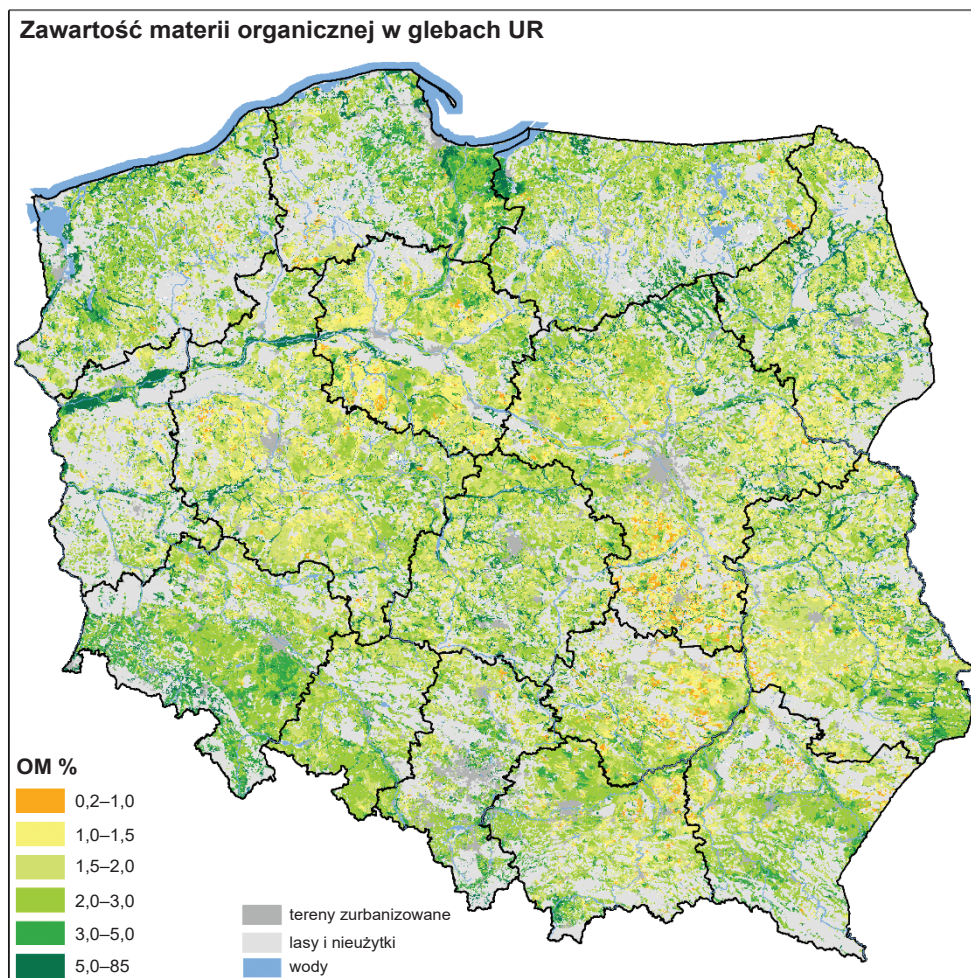 Zawartość materii organicznej w glebach UR
OM %
0,2–1,0
1,0–1,5
1,5–2,0
2,0–3,0
3,0–5,0
5,0–85
tereny zurbanizowane
lasy i nieużytki
wody